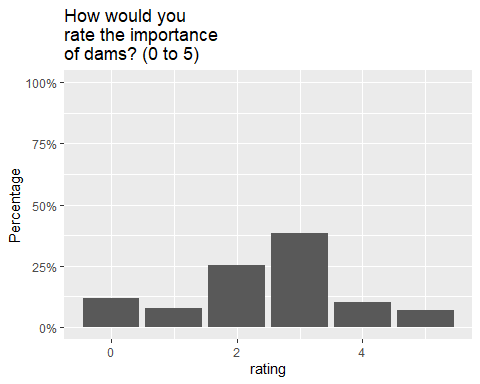 How would you
rate the importance
of dams? (0 to 5)
100%
75%
50%
25%
0%
Percentage
0 2 4
rating